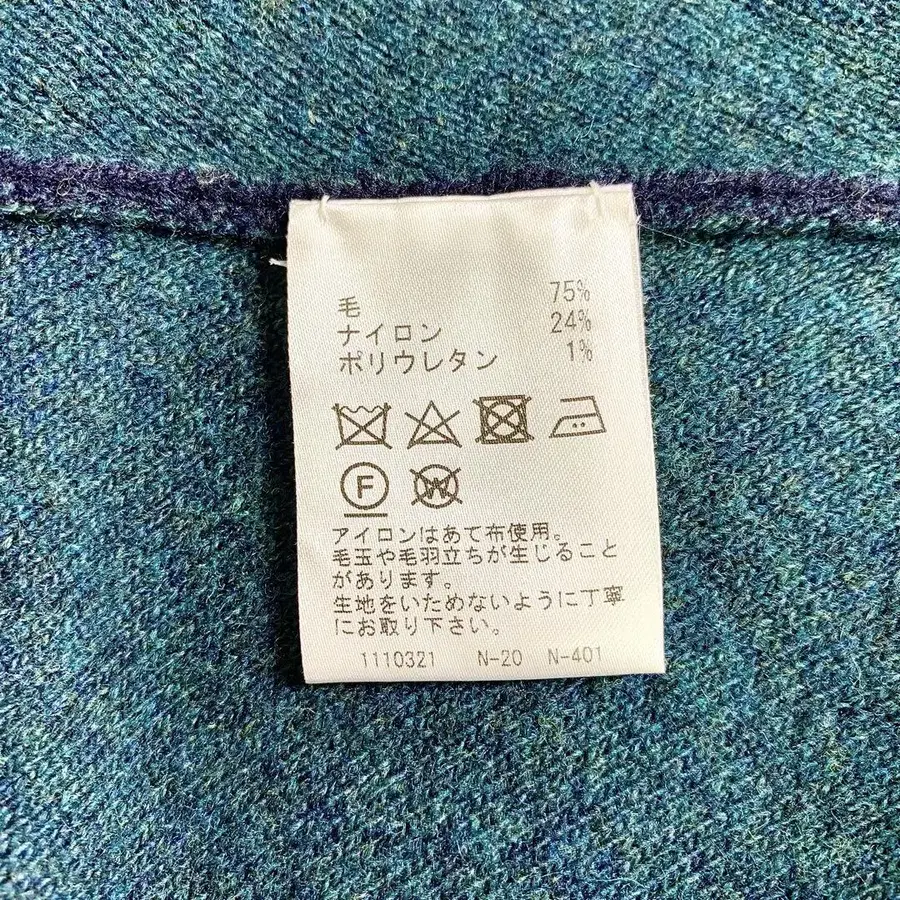 毛 75%
ナイロン 24%
ポリウレタン 1%
F W
アイロンはあて布使用。
毛玉や毛羽立ちが生じること
があります。
生地をいためないように丁寧
にお取り下さい。
1110321 N-20 N-401